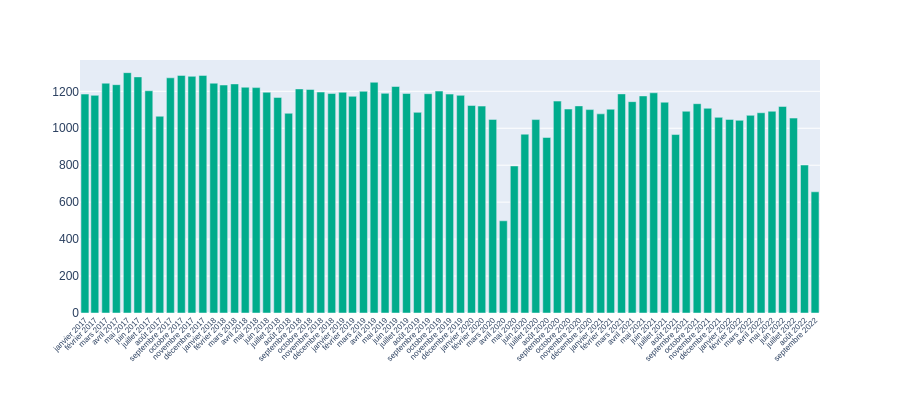 1200
1000
800
600
400
200
0
janvier 2017
février 2017
mars 2017
avril 2017
mai 2017
juin 2017
juillet 2017
août 2017
septembre 2017
octobre 2017
novembre 2017
décembre 2017
janvier 2018
février 2018
mars 2018
avril 2018
mai 2018
juin 2018
juillet 2018
août 2018
septembre 2018
octobre 2018
novembre 2018
décembre 2018
janvier 2019
février 2019
mars 2019
avril 2019
mai 2019
juin 2019
juillet 2019
août 2019
septembre 2019
octobre 2019
novembre 2019
décembre 2019
janvier 2020
février 2020
mars 2020
avril 2020
mai 2020
juin 2020
juillet 2020
août 2020
septembre 2020
octobre 2020
novembre 2020
décembre 2020
janvier 2021
février 2021
mars 2021
avril 2021
mai 2021
juin 2021
juillet 2021
août 2021
septembre 2021
octobre 2021
novembre 2021
décembre 2021
janvier 2022
février 2022
mars 2022
avril 2022
mai 2022
juin 2022
juillet 2022
août 2022
septembre 2022